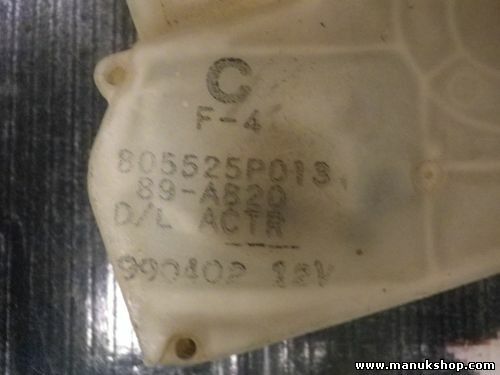 C
F-4
805525P013
89-A820
D/L ACTR
990402 12V
www.manukshop.com